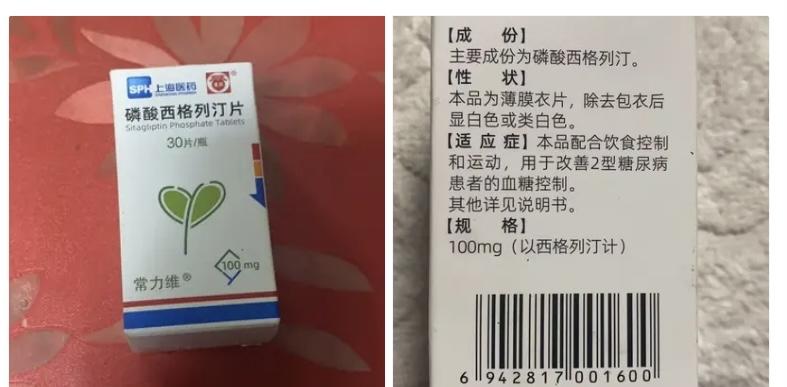 SPH 上海医药
磷酸西格列汀片
Sitagliptin Phosphate Tablets
30片/瓶
100 mg
常力维®
【成 份】
主要成份为磷酸西格列汀。
【性 状】
本品为薄膜衣片，除去包衣后
显白色或类白色。
【适 应 症】本品配合饮食控制
和运动，用于改善2型糖尿病
患者的血糖控制。
其他详见说明书。
【规 格】
100mg（以西格列汀计）
6 942817 001600